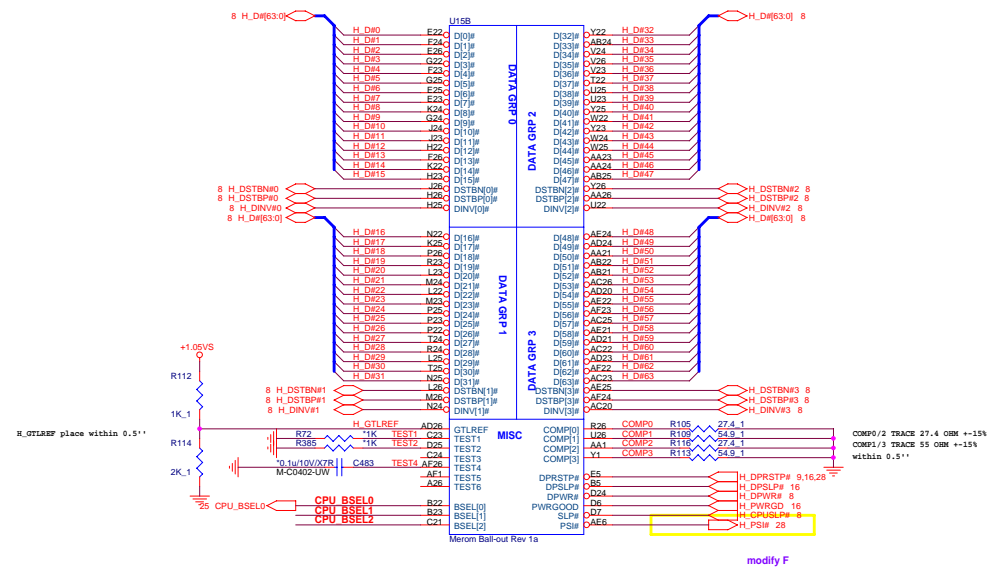 8 H_D#[63:0] U15B H_D#[63:0] 8
H_D#0 E22 D[0]# D[32]# Y22 H_D#32
H_D#1 F24 D[1]# D[33]# AB24 H_D#33
H_D#2 E26 D[2]# D[34]# V24 H_D#34
H_D#3 G22 D[3]# D[35]# V26 H_D#35
H_D#4 F23 D[4]# D[36]# V23 H_D#36
H_D#5 G25 D[5]# D[37]# T22 H_D#37
H_D#6 E25 D[6]# D[38]# U25 H_D#38
H_D#7 E23 D[7]# D[39]# U23 H_D#39
H_D#8 K24 D[8]# D[40]# Y25 H_D#40
H_D#9 G24 D[9]# D[41]# W22 H_D#41
H_D#10 J24 D[10]# D[42]# Y23 H_D#42
H_D#11 J23 D[11]# D[43]# W24 H_D#43
H_D#12 H22 D[12]# D[44]# W25 H_D#44
H_D#13 F26 D[13]# D[45]# AA23 H_D#45
H_D#14 K22 D[14]# D[46]# AA24 H_D#46
H_D#15 H23 D[15]# D[47]# AB25 H_D#47
8 H_DSTBN#0 J26 DSTBN[0]# DSTBN[2]# Y26 H_DSTBN#2 8
8 H_DSTBP#0 H26 DSTBP[0]# DSTBP[2]# AA26 H_DSTBP#2 8
8 H_DINV#0 H25 DINV[0]# DINV[2]# U22 H_DINV#2 8
DATA GRP 0
DATA GRP 2
8 H_D#[63:0] H_D#[63:0] 8
H_D#16 N22 D[16]# D[48]# AE24 H_D#48
H_D#17 K25 D[17]# D[49]# AD24 H_D#49
H_D#18 P26 D[18]# D[50]# AA21 H_D#50
H_D#19 R23 D[19]# D[51]# AB22 H_D#51
H_D#20 L23 D[20]# D[52]# AB21 H_D#52
H_D#21 M24 D[21]# D[53]# AC26 H_D#53
H_D#22 L22 D[22]# D[54]# AD20 H_D#54
H_D#23 M23 D[23]# D[55]# AE22 H_D#55
H_D#24 P25 D[24]# D[56]# AF23 H_D#56
H_D#25 P23 D[25]# D[57]# AC25 H_D#57
H_D#26 P22 D[26]# D[58]# AE21 H_D#58
H_D#27 T24 D[27]# D[59]# AD21 H_D#59
H_D#28 R24 D[28]# D[60]# AC22 H_D#60
H_D#29 L25 D[29]# D[61]# AD23 H_D#61
H_D#30 T25 D[30]# D[62]# AF22 H_D#62
H_D#31 N25 D[31]# D[63]# AC23 H_D#63
8 H_DSTBN#1 L26 DSTBN[1]# DSTBN[3]# AE25 H_DSTBN#3 8
8 H_DSTBP#1 M26 DSTBP[1]# DSTBP[3]# AF24 H_DSTBP#3 8
8 H_DINV#1 N24 DINV[1]# DINV[3]# AC20 H_DINV#3 8
DATA GRP 1
DATA GRP 3
+1.05VS
R112
1K_1
H_GTLREF place within 0.5''
R114
2K_1
MISC
H_GTLREF AD26 GTLREF COMP[0] R26 COMP0 R105 27.4_1
R72 *1K TEST1 C23 TEST1 COMP[1] U26 COMP1 R109 54.9_1
R385 *1K TEST2 D25 TEST2 COMP[2] AA1 COMP2 R116 27.4_1
C24 TEST3 COMP[3] Y1 COMP3 R113 54.9_1
*0.1u/10V/X7R C483 TEST4 AF26 TEST4
M-C0402-UW
AF1 TEST5
A26 TEST6
COMP0/2 TRACE 27.4 OHM +-15%
COMP1/3 TRACE 55 OHM +-15%
within 0.5''
DPRSTP# E5 H_DPRSTP# 9,16,28
DPSLP# B5 H_DPSLP# 16
DPWR# D24 H_DPWR# 8
PWRGOOD D6 H_PWRGD 16
SLP# D7 H_CPUSLP# 8
PSI# AE6 H_PSI# 28
25 CPU_BSEL0 CPU_BSEL0 B22 BSEL[0]
CPU_BSEL1 B23 BSEL[1]
CPU_BSEL2 C21 BSEL[2]
Merom Ball-out Rev 1a
modify F